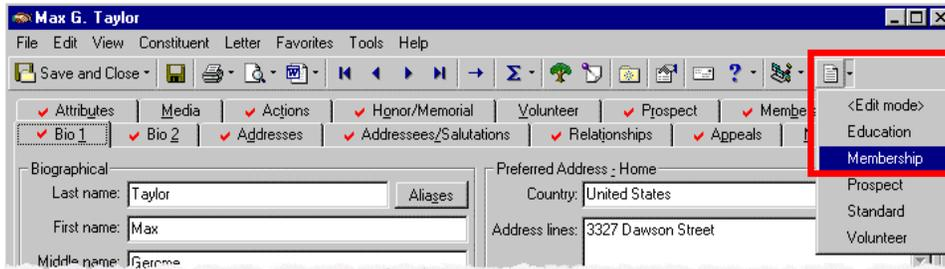 Max G. Taylor
File Edit View Constituent Letter Favorites Tools Help
Save and Close
Attributes Media Actions Honor/Memorial Volunteer Prospect Membe
<Edit mode>
Bio 1 Bio 2 Addresses Addressees/Salutations Relationships Appeals
Education
Biographical
Preferred Address : Home
Membership
Last name: Taylor Aliases
Country: United States
Prospect
First name: Max
Address lines: 3327 Dawson Street
Standard
Volunteer
Middle name: Gerome